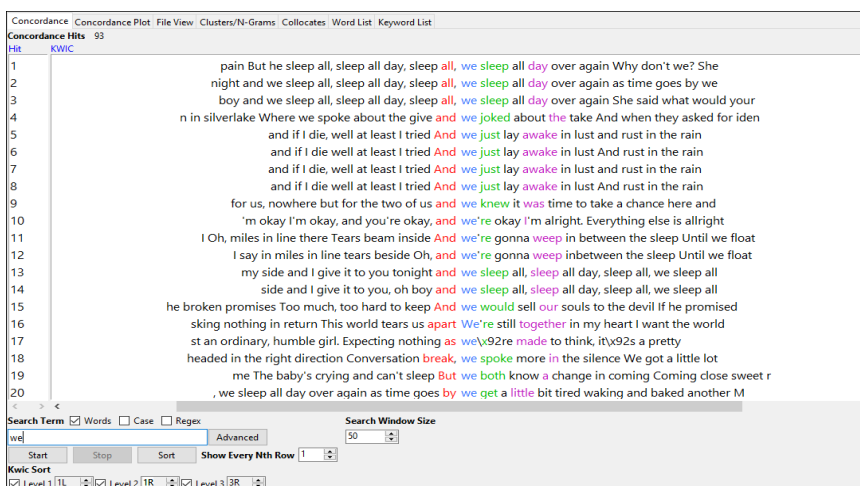 Concordance Concordance Plot File View Clusters/N-Grams Collocates Word List Keyword List
Concordance Hits 93
Hit KWIC
1 pain But he sleep all, sleep all day, sleep all, we sleep all day over again Why don't we? She
2 night and we sleep all, sleep all day, sleep all, we sleep all day over again as time goes by we
3 boy and we sleep all, sleep all day, sleep all, we sleep all day over again She said what would your
4 n in silverlake Where we spoke about the give and we joked about the take And when they asked for iden
5 and if I die, well at least I tried And we just lay awake in lust and rust in the rain
6 and if I die, well at least I tried And we just lay awake in lust And rust in the rain
7 and if I die, well at least I tried And we just lay awake in lust And rust in the rain
8 and if I die, well at least I tried And we just lay awake in lust And rust in the rain
9 for us, nowhere but for the two of us and we knew it was time to take a chance here and
10 'm okay I'm okay, and you're okay, and we're okay I'm alright. Everything else is allright
11 I Oh, miles in line there Tears beam inside And we're gonna weep in between the sleep Until we float
12 I say in miles in line tears beside Oh, and we're gonna weep inbetween the sleep Until we float
13 my side and I give it to you tonight and we sleep all, sleep all day, sleep all, we sleep all
14 side and I give it to you, oh boy and we sleep all, sleep all day, sleep all, we sleep all
15 he broken promises Too much, too hard to keep And we would sell our souls to the devil If he promised
16 sking nothing in return This world tears us apart We're still together in my heart I want the world
17 st an ordinary, humble girl. Expecting nothing as we\x92re made to think, it\x92s a pretty
18 headed in the right direction Conversation break, we spoke more in the silence We got a little lot
19 me The baby's crying and can't sleep But we both know a change in coming Coming close sweet r
20 , we sleep all day over again as time goes by we get a little bit tired waking and baked another M
Search Term Words Case Regex Search Window Size
we Advanced 50
Start Stop Sort Show Every Nth Row 1
Kwic Sort
Level 1 1L Level 2 1R Level 3 3R